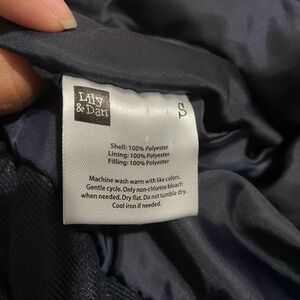 Lily
& Dan
S
Shell: 100% Polyester
Lining: 100% Polyester
Filling: 100% Polyester
Machine wash warm with like colors.
Gentle cycle. Only non-chlorine bleach
when needed. Dry flat. Do not tumble dry.
Cool iron if needed.